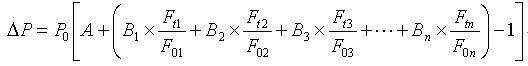 ΔP = P₀[A + (B₁ × Fₜ₁/F₀₁ + B₂ × Fₜ₂/F₀₂ + B₃ × Fₜ₃/F₀₃ + ⋯ + Bₙ × Fₜₙ/F₀ₙ) − 1]